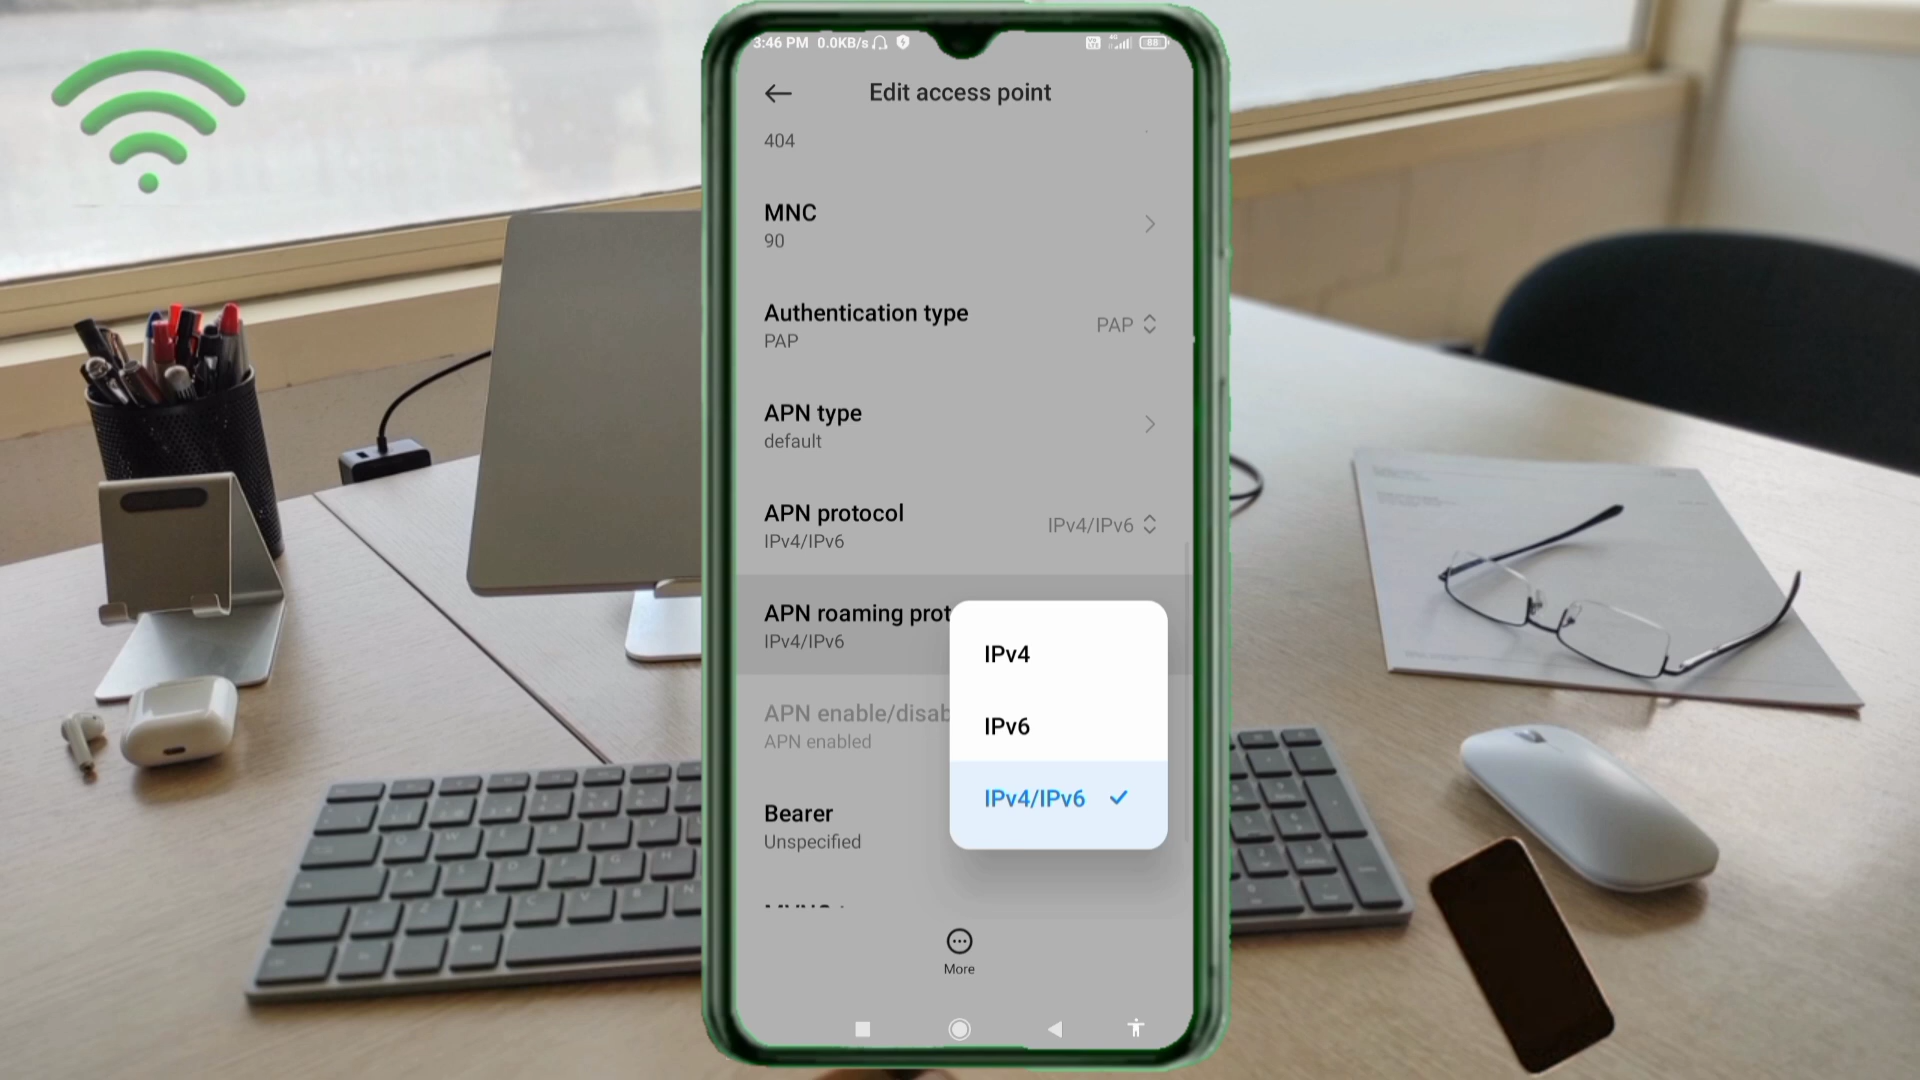 3:46 PM 0.0KB/s 4G 88
Edit access point
404
MNC
90
Authentication type
PAP
PAP
APN type
default
APN protocol
IPv4/IPv6
IPv4/IPv6
APN roaming prot
IPv4/IPv6
IPv4
IPv6
IPv4/IPv6
APN enable/disab
APN enabled
Bearer
Unspecified
More